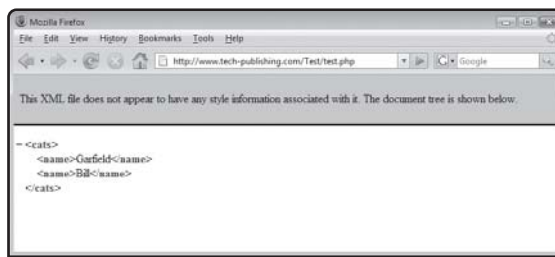 Mozilla Firefox
File Edit View History Bookmarks Tools Help
http://www.tech-publishing.com/Test/test.php Google
This XML file does not appear to have any style information associated with it. The document tree is shown below.
- <cats>
<name>Garfield</name>
<name>Bill</name>
</cats>